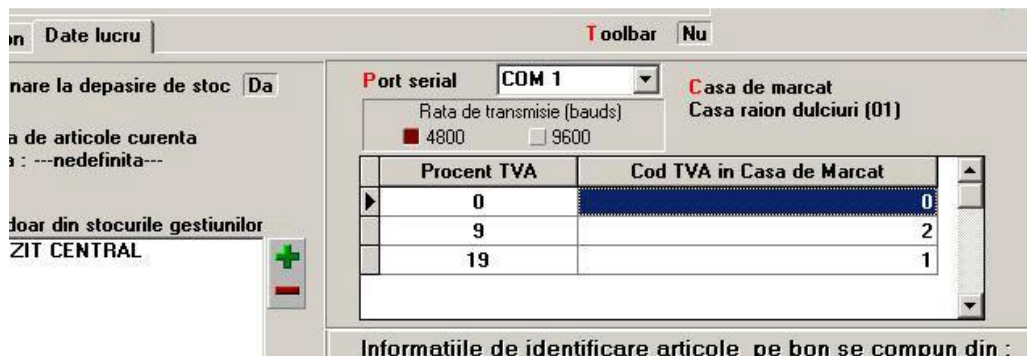 on Date lucru Toolbar Nu
nare la depasire de stoc Da
a de articole curenta
a : ---nedefinita---
doar din stocurile gestiunilor
ZIT CENTRAL
Port serial COM 1
Rata de transmisie (bauds)
4800 9600
Casa de marcat
Casa raion dulciuri (01)
Procent TVA Cod TVA in Casa de Marcat
0 0
9 2
19 1
Informatiile de identificare articole pe bon se compun din :